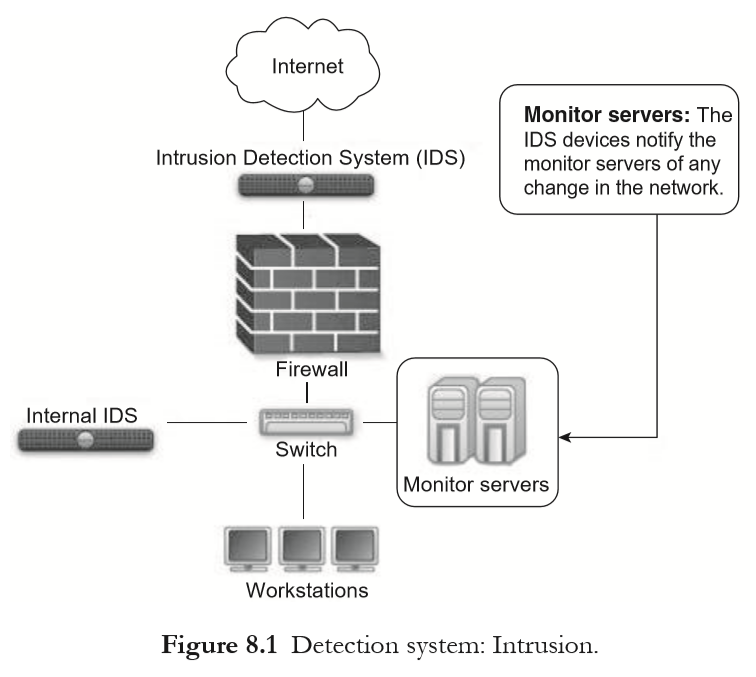 Internet
Intrusion Detection System (IDS)
Monitor servers: The
IDS devices notify the
monitor servers of any
change in the network.
Firewall
Internal IDS
Switch
Monitor servers
Workstations
Figure 8.1 Detection system: Intrusion.